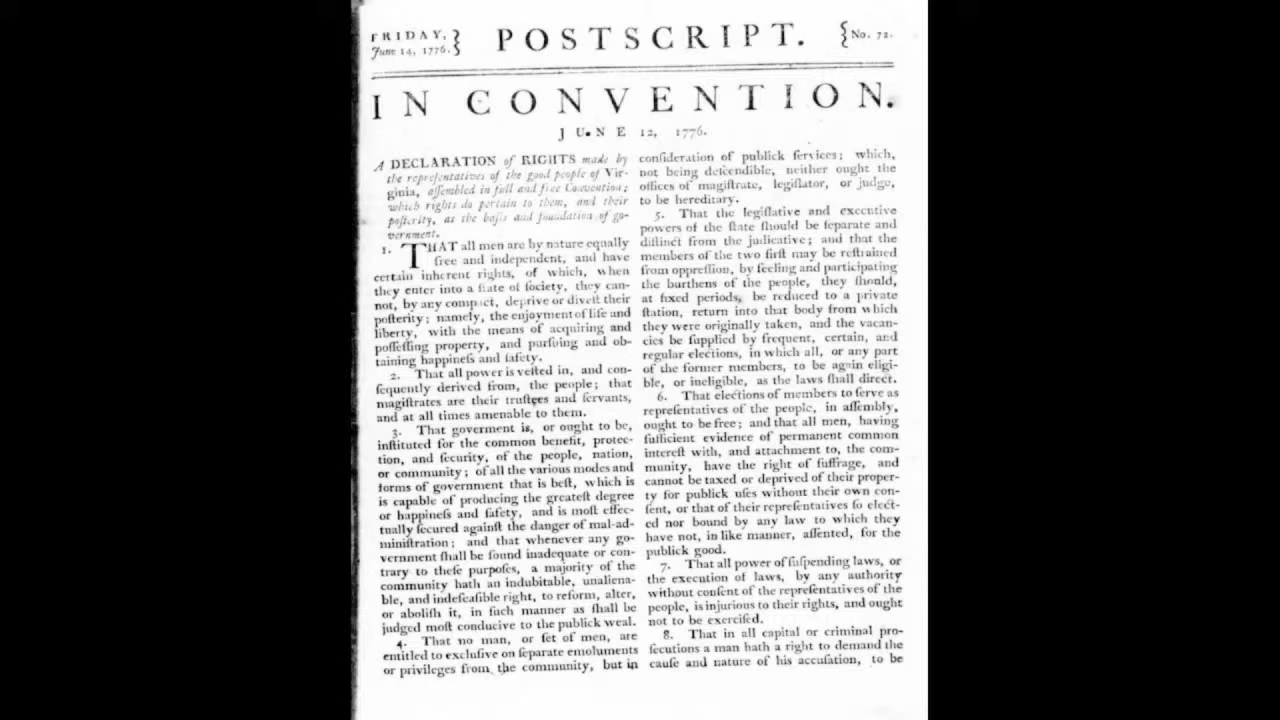 FRIDAY,
June 14, 1776.
POSTSCRIPT.
No. 72.
IN CONVENTION.
JUNE 12, 1776.
A DECLARATION of RIGHTS made by
the repreſentatives of the good people of Vir-
ginia, aſſembled in full and free Convention;
which rights do pertain to them, and their
poſterity, as the baſis and foundation of go-
vernment.
1. THAT all men are by nature equally
free and independent, and have
certain inherent rights, of which, when
they enter into a ſtate of ſociety, they can-
not, by any compact, deprive or diveſt their
poſterity; namely, the enjoyment of life and
liberty, with the means of acquiring and
poſſeſſing property, and purſuing and ob-
taining happineſs and ſafety.
2. That all power is veſted in, and con-
ſequently derived from, the people; that
magiſtrates are their truſtees and ſervants,
and at all times amenable to them.
3. That goverment is, or ought to be,
inſtituted for the common benefit, protec-
tion, and ſecurity, of the people, nation,
or community; of all the various modes and
forms of government that is beſt, which is
is capable of producing the greateſt degree
or happineſs and ſafety, and is moſt effec-
tually ſecured againſt the danger of mal-ad-
miniſtration; and that whenever any go-
vernment ſhall be found inadequate or con-
trary to theſe purpoſes, a majority of the
community hath an indubitable, unaliena-
ble, and indefeaſible right, to reform, alter,
or aboliſh it, in ſuch manner as ſhall be
judged moſt conducive to the publick weal.
4. That no man, or ſet of men, are
entitled to excluſive on ſeparate emoluments
or privileges from the community, but in
conſideration of publick ſervices; which,
not being deſcendible, neither ought the
offices of magiſtrate, legiſlator, or judge,
to be hereditary.
5. That the legiſlative and executive
powers of the ſtate ſhould be ſeparate and
diſtinct from the judicative; and that the
members of the two firſt may be reſtrained
from oppreſſion, by feeling and participating
the burthens of the people, they ſhould,
at fixed periods, be reduced to a private
ſtation, return into that body from which
they were originally taken, and the vacan-
cies be ſupplied by frequent, certain, and
regular elections, in which all, or any part
of the former members, to be again eligi-
ble, or ineligible, as the laws ſhall direct.
6. That elections of members to ſerve as
repreſentatives of the people, in aſſembly,
ought to be free; and that all men, having
ſufficient evidence of permanent common
intereſt with, and attachment to, the com-
munity, have the right of ſuffrage, and
cannot be taxed or deprived of their proper-
ty for publick uſes without their own con-
ſent, or that of their repreſentatives ſo elect-
ed nor bound by any law to which they
have not, in like manner, aſſented, for the
publick good.
7. That all power of ſuſpending laws, or
the execution of laws, by any authority
without conſent of the repreſentatives of the
people, is injurious to their rights, and ought
not to be exerciſed.
8. That in all capital or criminal pro-
ſecutions a man hath a right to demand the
cauſe and nature of his accuſation, to be